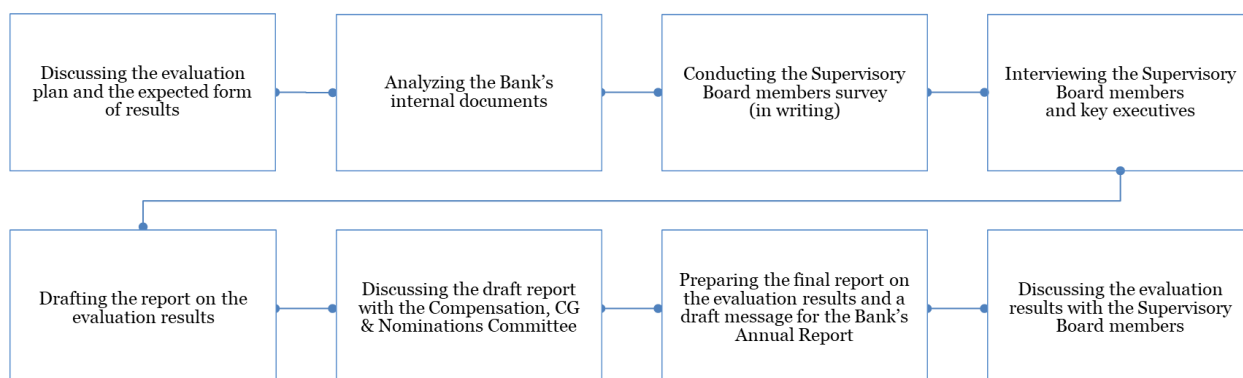 Discussing the evaluation
plan and the expected form
of results
Analyzing the Bank's
internal documents
Conducting the Supervisory
Board members survey
(in writing)
Interviewing the Supervisory
Board members
and key executives
Drafting the report on the
evaluation results
Discussing the draft report
with the Compensation, CG
& Nominations Committee
Preparing the final report on
the evaluation results and a
draft message for the Bank's
Annual Report
Discussing the evaluation
results with the Supervisory
Board members